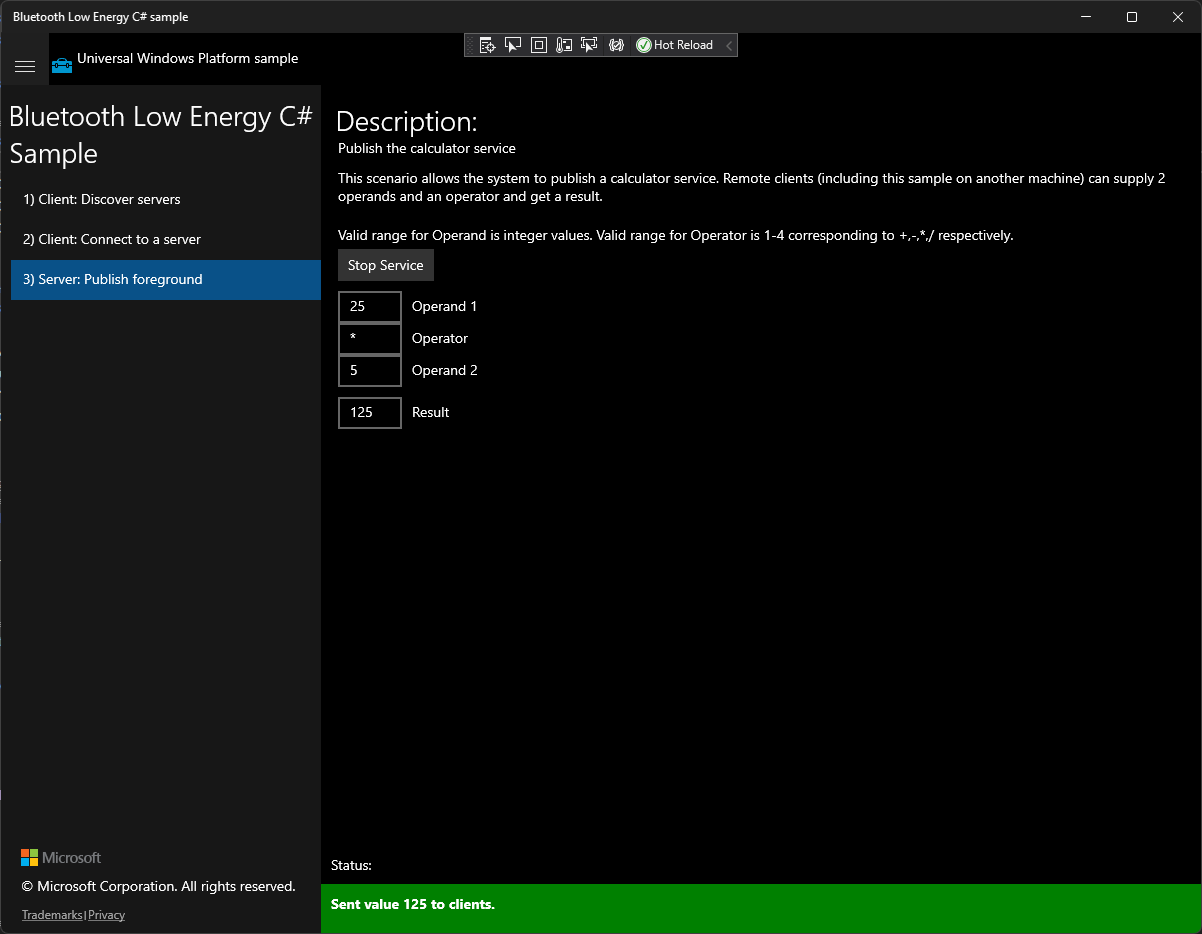 Bluetooth Low Energy C# sample
Universal Windows Platform sample
Hot Reload
Bluetooth Low Energy C#
Sample
1) Client: Discover servers
2) Client: Connect to a server
3) Server: Publish foreground
Description:
Publish the calculator service
This scenario allows the system to publish a calculator service. Remote clients (including this sample on another machine) can supply 2
operands and an operator and get a result.
Valid range for Operand is integer values. Valid range for Operator is 1-4 corresponding to +,-,*,/ respectively.
Stop Service
25 Operand 1
* Operator
5 Operand 2
125 Result
Microsoft
© Microsoft Corporation. All rights reserved.
Trademarks|Privacy
Status:
Sent value 125 to clients.